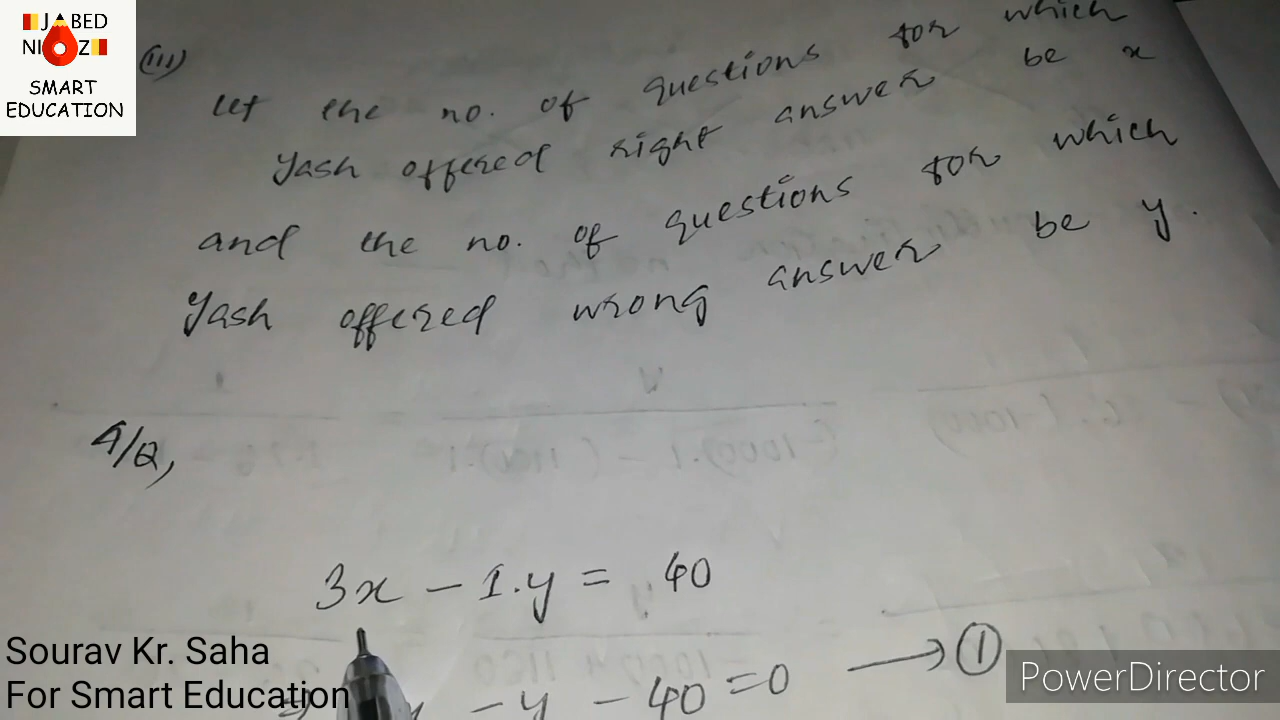 JABED
NIOZ
SMART
EDUCATION
(iii)
Let the no. of questions for which
Yash offered right answer be x
and the no. of questions for which
Yash offered wrong answer be y.
A/Q,
3x - 1.y = 40
- y - 40 = 0 → ①
Sourav Kr. Saha
For Smart Education
PowerDirector